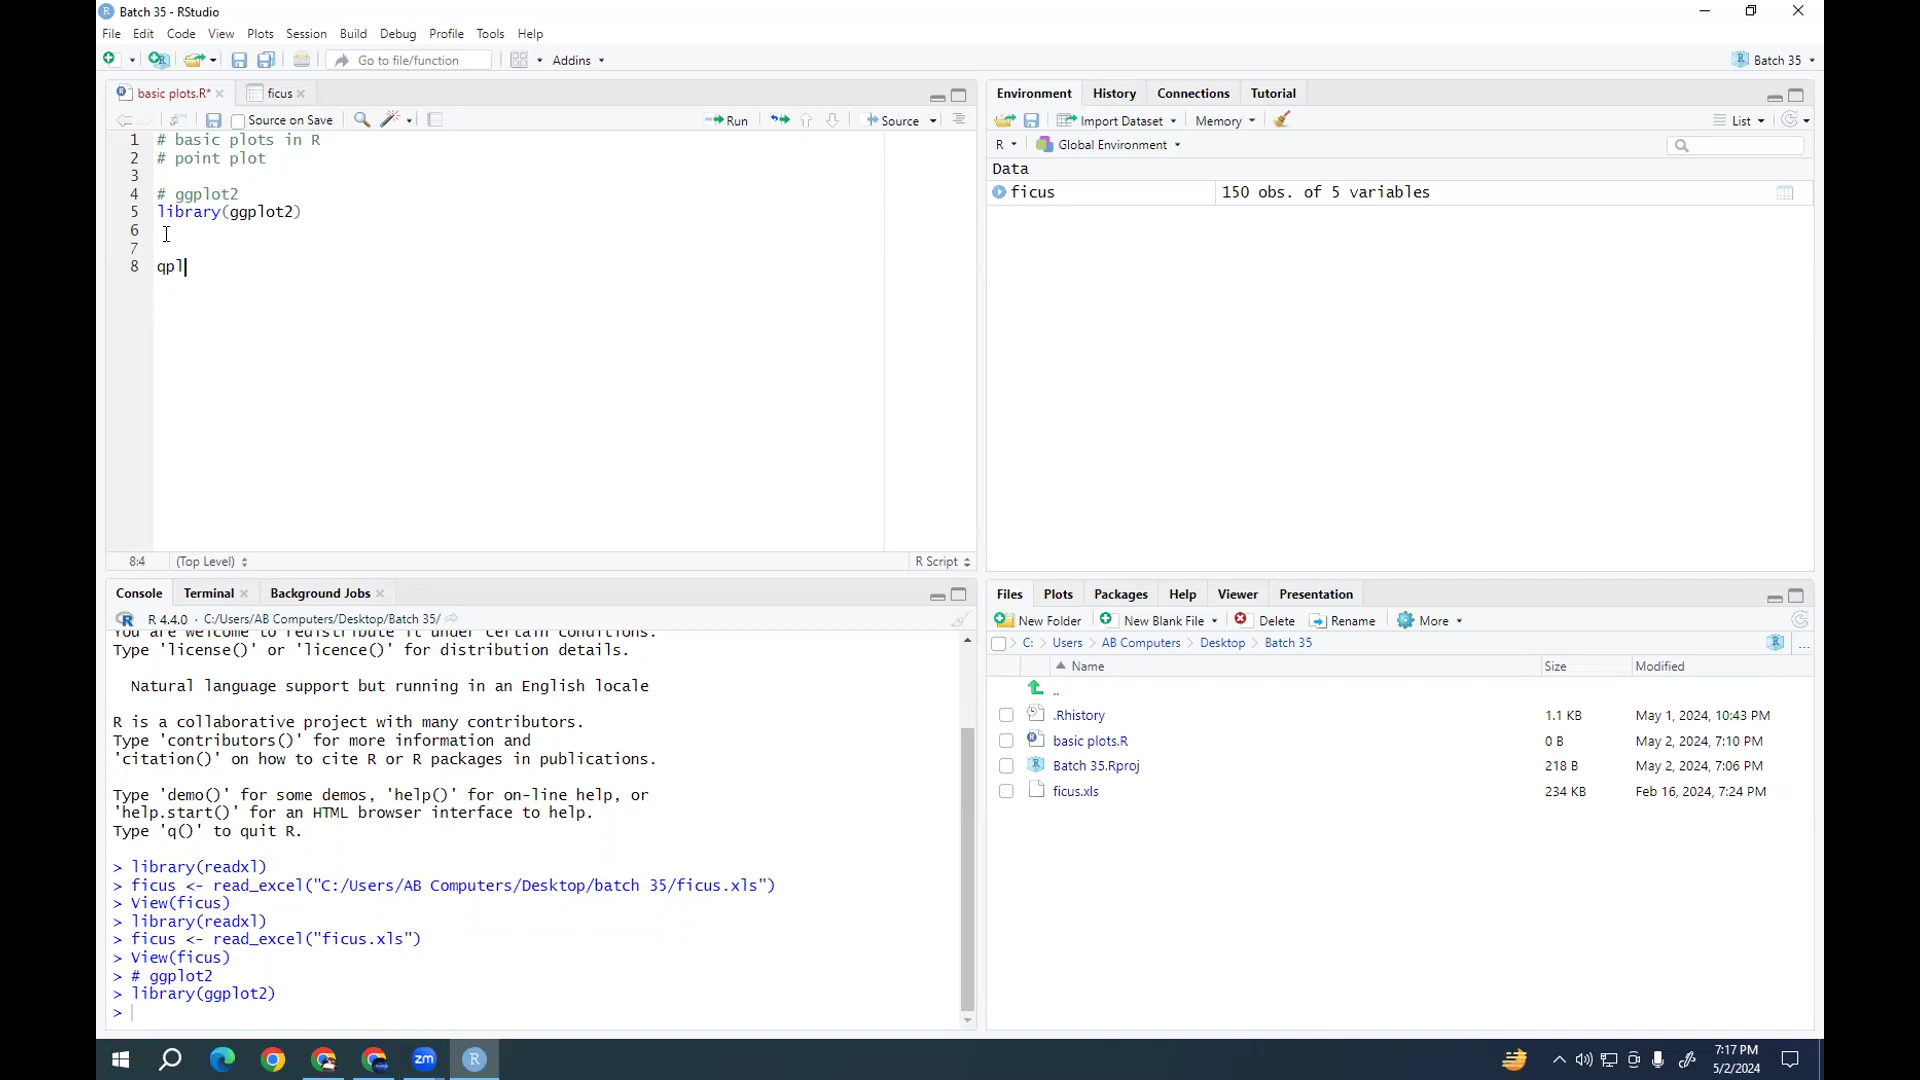 Batch 35 - RStudio
File Edit Code View Plots Session Build Debug Profile Tools Help
Go to file/function Addins Batch 35
basic plots.R* ficus
Source on Save Run Source
1 # basic plots in R
2 # point plot
3
4 # ggplot2
5 library(ggplot2)
6
7
8 qpl
8:4 (Top Level) R Script
Environment History Connections Tutorial
Import Dataset Memory List
R Global Environment
Data
ficus 150 obs. of 5 variables
Console Terminal Background Jobs
R 4.4.0 · C:/Users/AB Computers/Desktop/Batch 35/
You are welcome to redistribute it under certain conditions.
Type 'license()' or 'licence()' for distribution details.
Natural language support but running in an English locale
R is a collaborative project with many contributors.
Type 'contributors()' for more information and
'citation()' on how to cite R or R packages in publications.
Type 'demo()' for some demos, 'help()' for on-line help, or
'help.start()' for an HTML browser interface to help.
Type 'q()' to quit R.
> library(readxl)
> ficus <- read_excel("C:/Users/AB Computers/Desktop/batch 35/ficus.xls")
> View(ficus)
> library(readxl)
> ficus <- read_excel("ficus.xls")
> View(ficus)
> # ggplot2
> library(ggplot2)
>
Files Plots Packages Help Viewer Presentation
New Folder New Blank File Delete Rename More
C: Users AB Computers Desktop Batch 35 ...
Name Size Modified
..
.Rhistory 1.1 KB May 1, 2024, 10:43 PM
basic plots.R 0 B May 2, 2024, 7:10 PM
Batch 35.Rproj 218 B May 2, 2024, 7:06 PM
ficus.xls 234 KB Feb 16, 2024, 7:24 PM
zm R
7:17 PM
5/2/2024